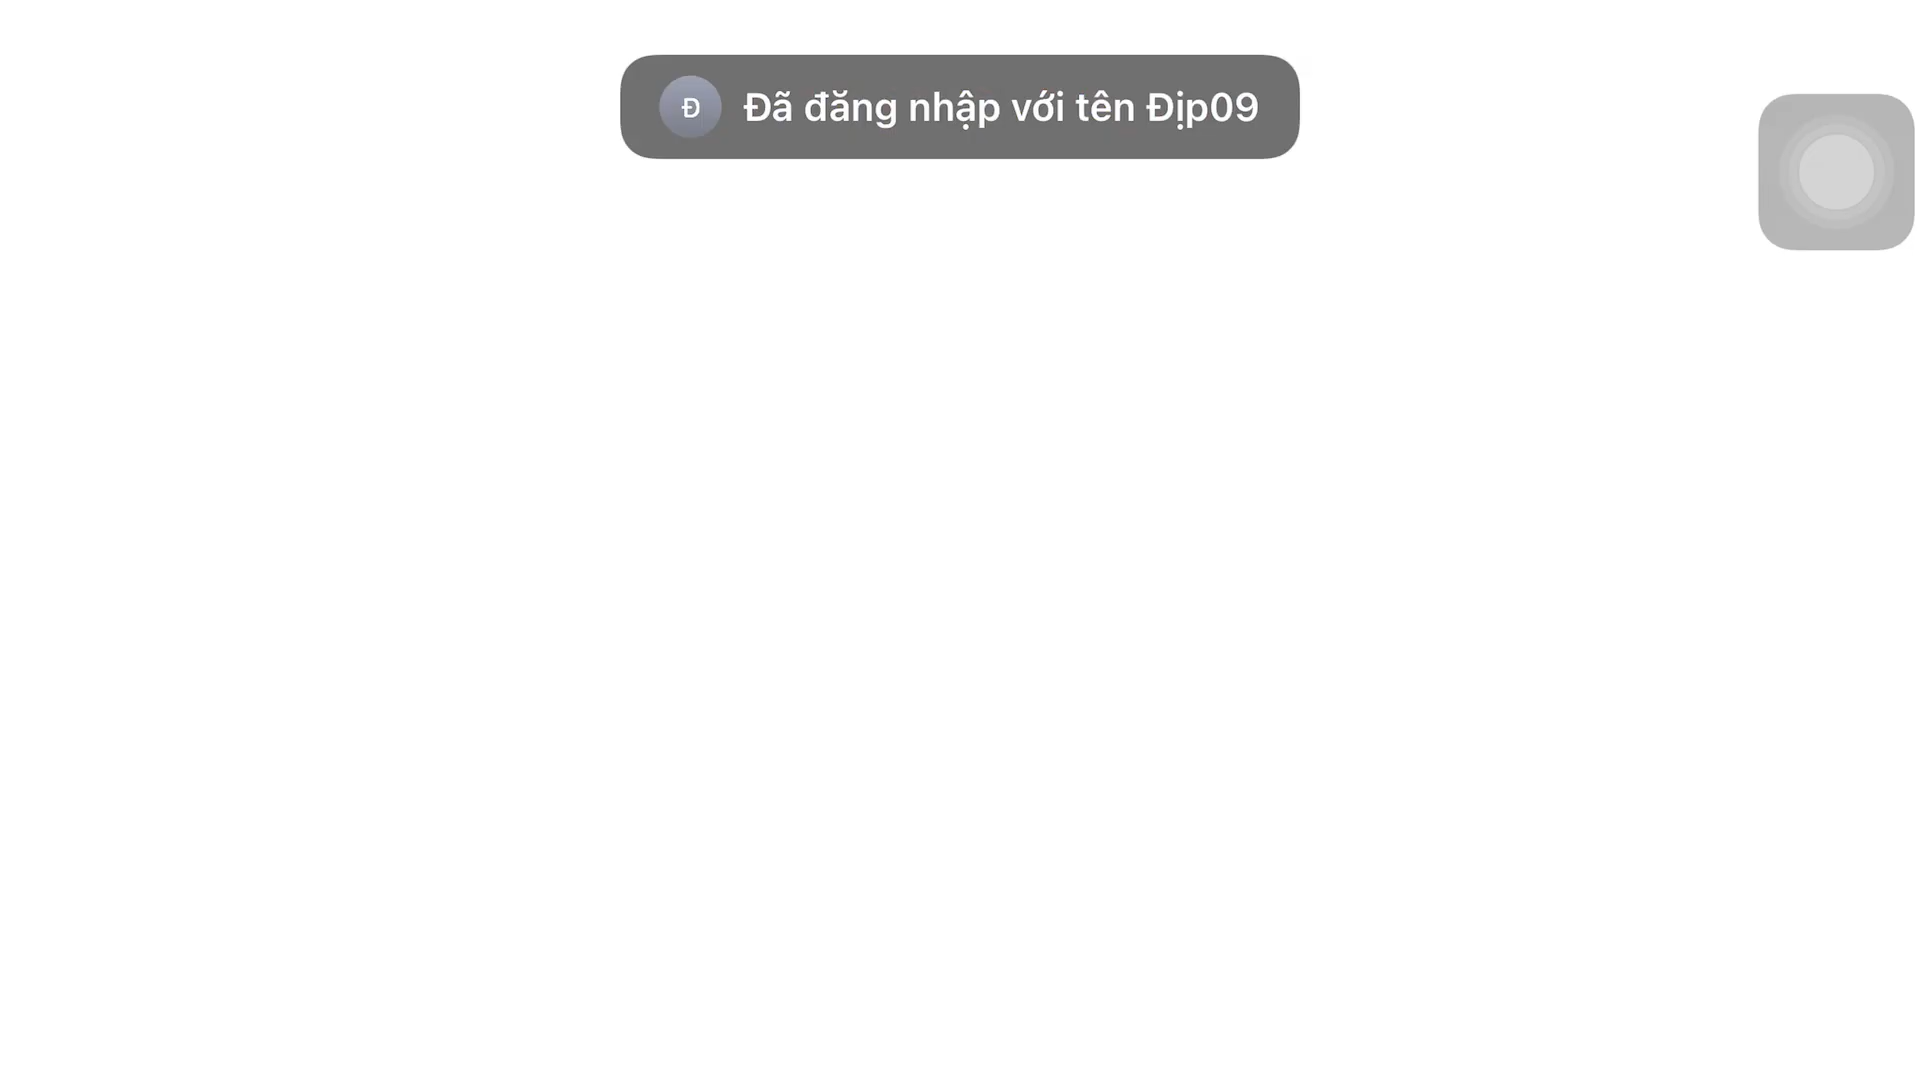 Đ Đã đăng nhập với tên Địp09